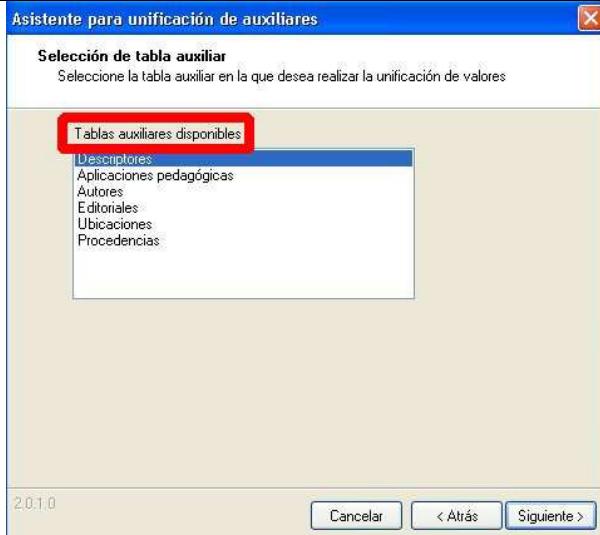 Asistente para unificación de auxiliares
Selección de tabla auxiliar
Seleccione la tabla auxiliar en la que desea realizar la unificación de valores
Tablas auxiliares disponibles
Descriptores
Aplicaciones pedagógicas
Autores
Editoriales
Ubicaciones
Procedencias
2.0.1.0
Cancelar
< Atrás
Siguiente >